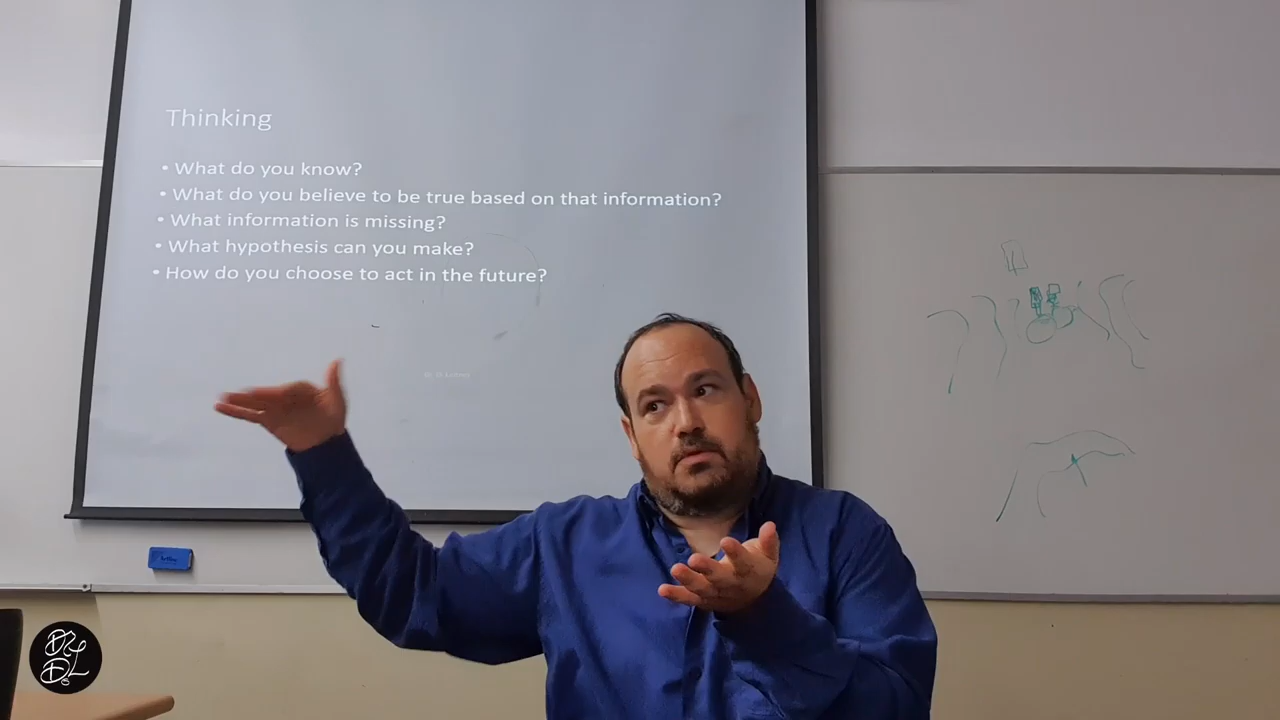 Thinking
• What do you know?
• What do you believe to be true based on that information?
• What information is missing?
• What hypothesis can you make?
• How do you choose to act in the future?